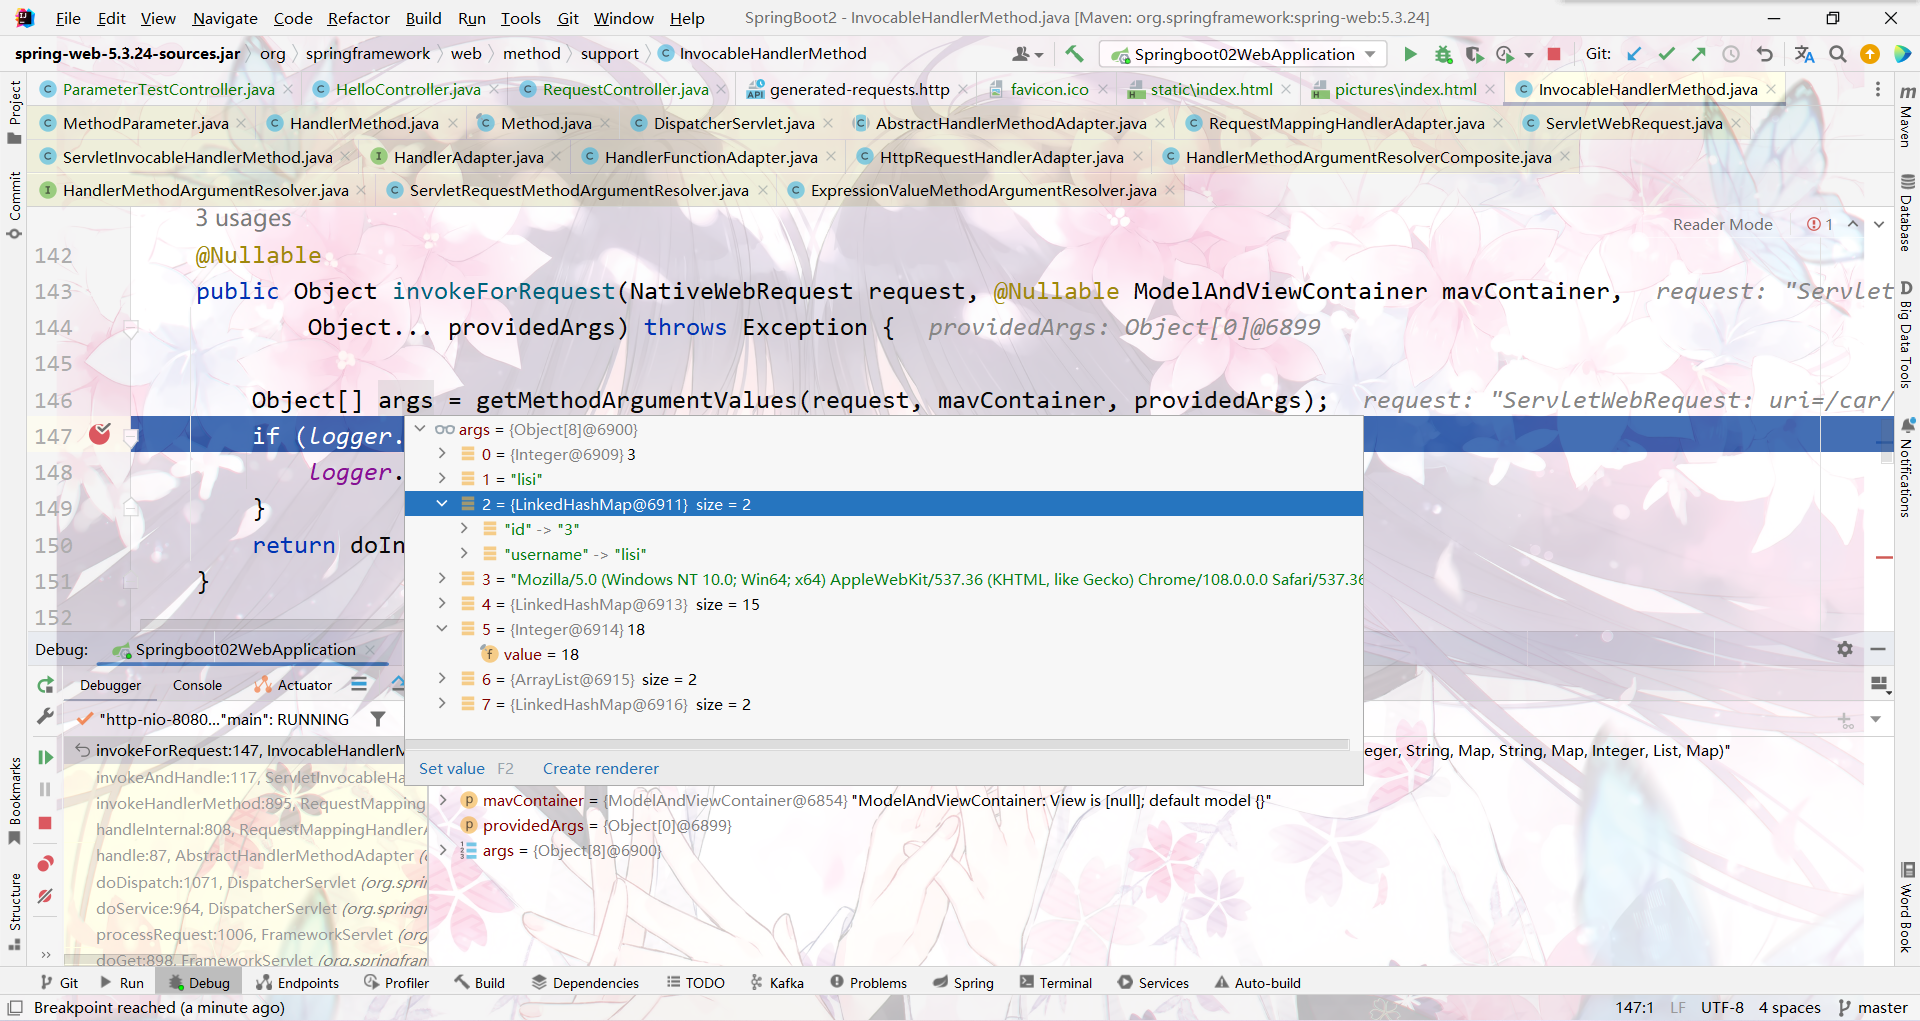 File Edit View Navigate Code Refactor Build Run Tools Git Window Help SpringBoot2 - InvocableHandlerMethod.java [Maven: org.springframework:spring-web:5.3.24]
spring-web-5.3.24-sources.jar org springframework web method support InvocableHandlerMethod Springboot02WebApplication Git:
ParameterTestController.java HelloController.java RequestController.java generated-requests.http favicon.ico static\index.html pictures\index.html InvocableHandlerMethod.java
MethodParameter.java HandlerMethod.java Method.java DispatcherServlet.java AbstractHandlerMethodAdapter.java RequestMappingHandlerAdapter.java ServletWebRequest.java
ServletInvocableHandlerMethod.java HandlerAdapter.java HandlerFunctionAdapter.java HttpRequestHandlerAdapter.java HandlerMethodArgumentResolverComposite.java
HandlerMethodArgumentResolver.java ServletRequestMethodArgumentResolver.java ExpressionValueMethodArgumentResolver.java
3 usages
Reader Mode 1
142 @Nullable
143 public Object invokeForRequest(NativeWebRequest request, @Nullable ModelAndViewContainer mavContainer, request: "Servlet
144 Object... providedArgs) throws Exception { providedArgs: Object[0]@6899
145
146 Object[] args = getMethodArgumentValues(request, mavContainer, providedArgs); request: "ServletWebRequest: uri=/car/
147 if (logger.
148 logger.
149 }
150 return doIn
151 }
152
args = {Object[8]@6900}
0 = {Integer@6909} 3
1 = "lisi"
2 = {LinkedHashMap@6911} size = 2
"id" -> "3"
"username" -> "lisi"
3 = "Mozilla/5.0 (Windows NT 10.0; Win64; x64) AppleWebKit/537.36 (KHTML, like Gecko) Chrome/108.0.0.0 Safari/537.36
4 = {LinkedHashMap@6913} size = 15
5 = {Integer@6914} 18
value = 18
6 = {ArrayList@6915} size = 2
7 = {LinkedHashMap@6916} size = 2
Set value F2 Create renderer
Debug: Springboot02WebApplication
Debugger Console Actuator
"http-nio-8080..."main": RUNNING
invokeForRequest:147, InvocableHandlerM
invokeAndHandle:117, ServletInvocableHa
invokeHandlerMethod:895, RequestMapping
handleInternal:808, RequestMappingHandlerA
handle:87, AbstractHandlerMethodAdapter (o
doDispatch:1071, DispatcherServlet (org.sprin
doService:964, DispatcherServlet (org.springf
processRequest:1006, FrameworkServlet (org
doGet:898, FrameworkServlet (org.springfran
eger, String, Map, String, Map, Integer, List, Map)"
mavContainer = {ModelAndViewContainer@6854} "ModelAndViewContainer: View is [null]; default model {}"
providedArgs = {Object[0]@6899}
args = {Object[8]@6900}
Project
Commit
Bookmarks
Structure
m
Maven
Database
D
Big Data Tools
Notifications
Word Book
Git Run Debug Endpoints Profiler Build Dependencies TODO Kafka Problems Spring Terminal Services Auto-build
Breakpoint reached (a minute ago) 147:1 LF UTF-8 4 spaces master